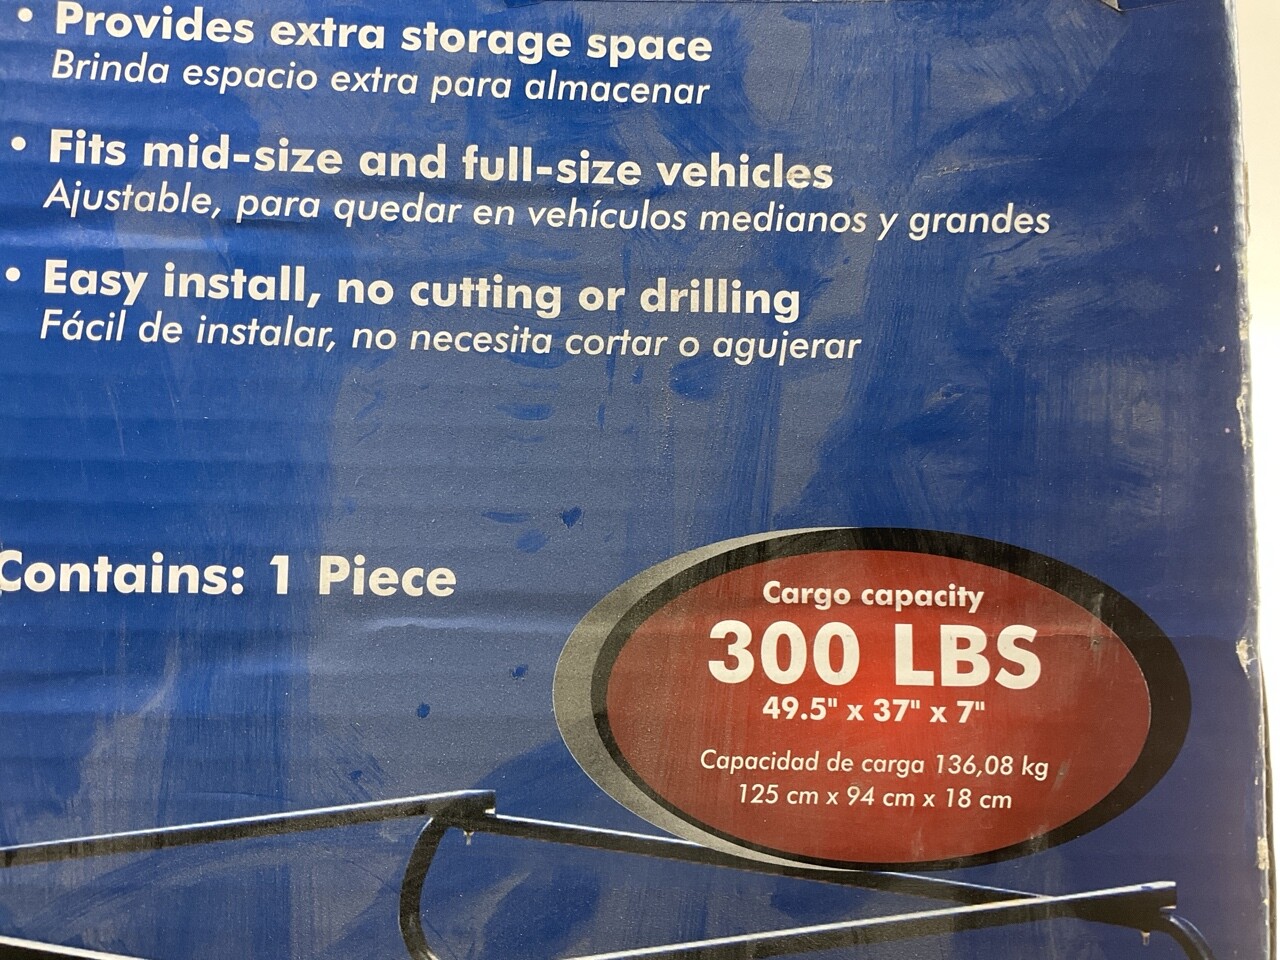 • Provides extra storage space
Brinda espacio extra para almacenar
• Fits mid-size and full-size vehicles
Ajustable, para quedar en vehículos medianos y grandes
• Easy install, no cutting or drilling
Fácil de instalar, no necesita cortar o agujerar
Contains: 1 Piece
Cargo capacity
300 LBS
49.5" x 37" x 7"
Capacidad de carga 136,08 kg
125 cm x 94 cm x 18 cm